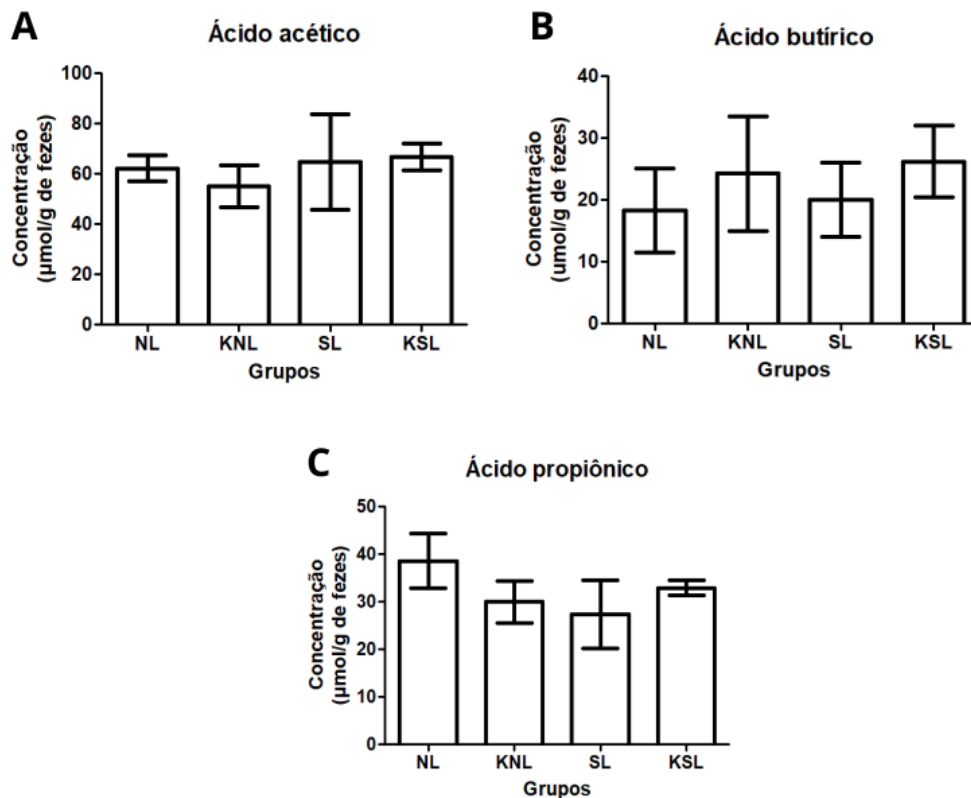 A
Ácido acético
Concentração
(µmol/g de fezes)
100
80
60
40
20
0
NL KNL SL KSL
Grupos
B
Ácido butírico
Concentração
(umol/g de fezes)
40
30
20
10
0
NL KNL SL KSL
Grupos
C
Ácido propiônico
Concentração
(µmol/g de fezes)
50
40
30
20
10
0
NL KNL SL KSL
Grupos